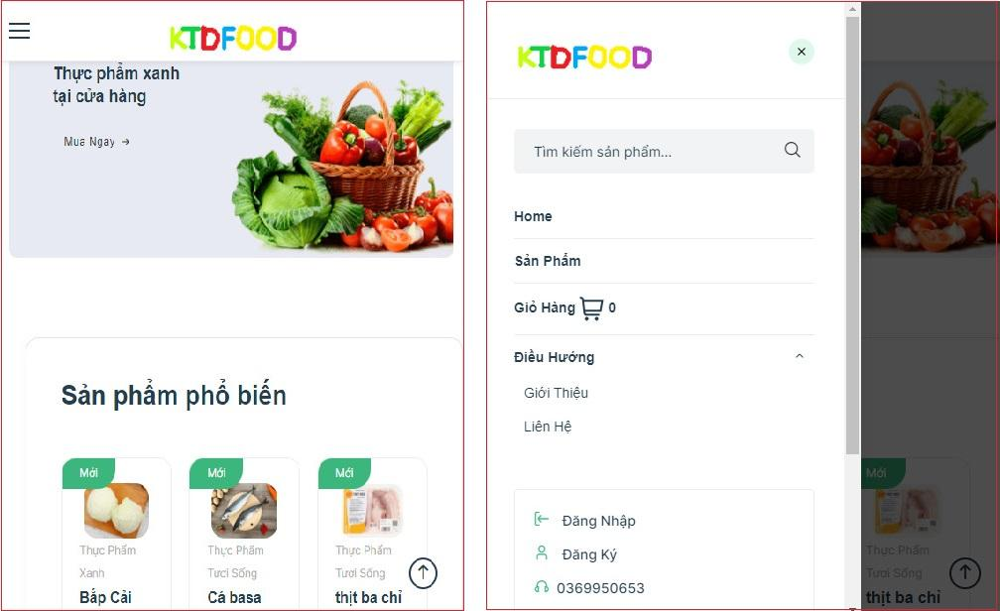 KTDFOOD
Thực phẩm xanh
tại cửa hàng
Mua Ngay →
Sản phẩm phổ biến
Mới
Mới
Mới
Thực Phẩm
Xanh
Bắp Cải
Thực Phẩm
Tươi Sống
Cá basa
Thực Phẩm
Tươi Sống
thịt ba chỉ
KTDFOOD
Tìm kiếm sản phẩm...
Home
Sản Phẩm
Giỏ Hàng 0
Điều Hướng
Giới Thiệu
Liên Hệ
Đăng Nhập
Đăng Ký
0369950653
Mới
Thực Phẩm
Tươi Sống
thịt ba chỉ